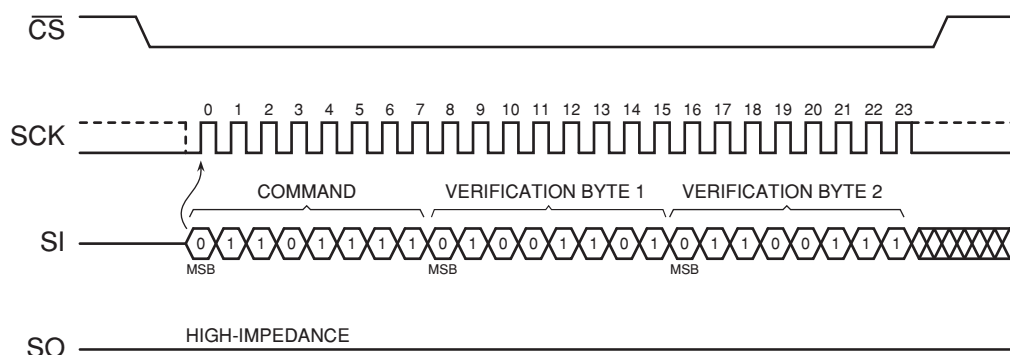 CS
0 1 2 3 4 5 6 7 8 9 10 11 12 13 14 15 16 17 18 19 20 21 22 23
SCK
COMMAND VERIFICATION BYTE 1 VERIFICATION BYTE 2
SI 0 1 1 0 1 1 1 1 0 1 0 0 1 1 0 1 0 1 1 0 0 1 1 1
MSB MSB MSB
HIGH-IMPEDANCE
SO